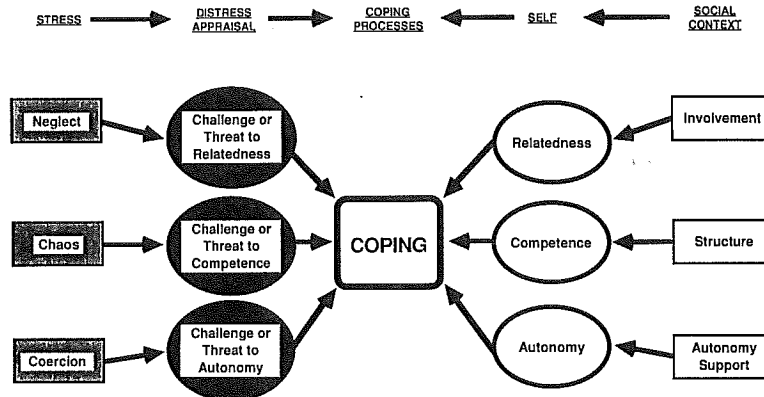 STRESS
DISTRESS
APPRAISAL
COPING
PROCESSES
SELF
SOCIAL
CONTEXT
Neglect
Challenge or
Threat to
Relatedness
Relatedness
Involvement
Chaos
Challenge or
Threat to
Competence
COPING
Competence
Structure
Coercion
Challenge or
Threat to
Autonomy
Autonomy
Autonomy
Support